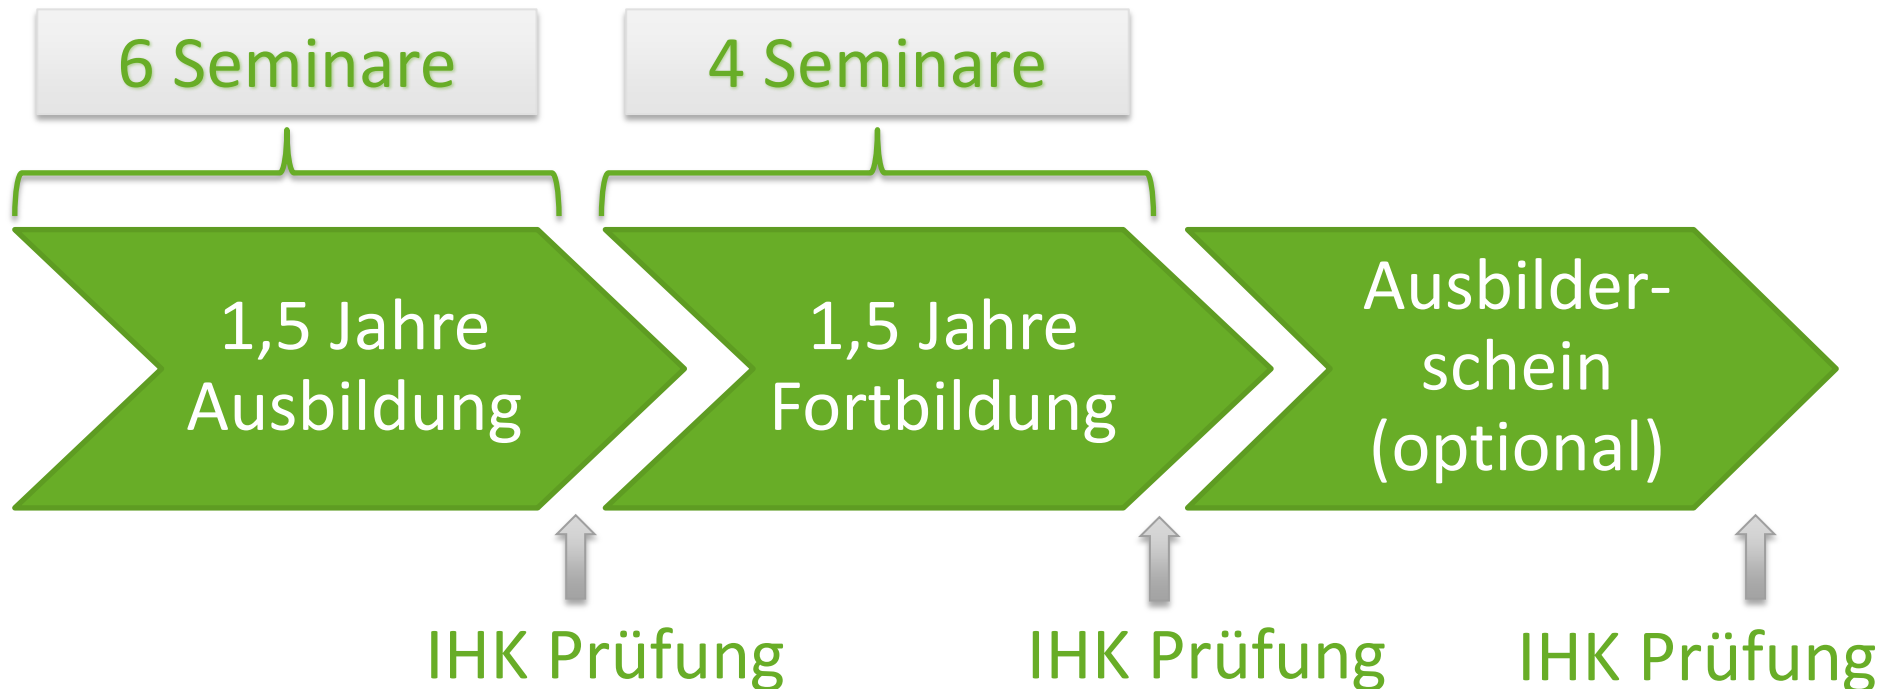 6 Seminare
4 Seminare
1,5 Jahre
Ausbildung
1,5 Jahre
Fortbildung
Ausbilder-
schein
(optional)
IHK Prüfung
IHK Prüfung
IHK Prüfung